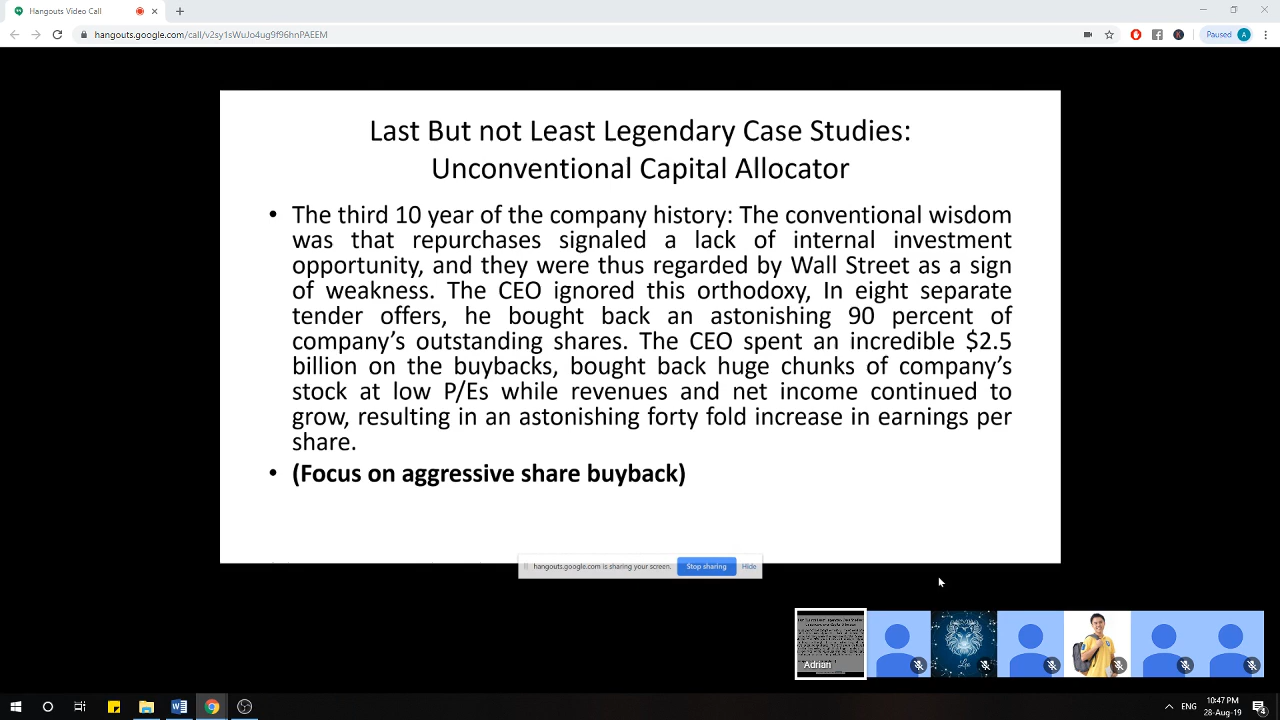 Hangouts Video Call
hangouts.google.com/call/v2sy1sWuJo4ug9f96hnPAEEM
Paused
A
Last But not Least Legendary Case Studies:
Unconventional Capital Allocator
• The third 10 year of the company history: The conventional wisdom
was that repurchases signaled a lack of internal investment
opportunity, and they were thus regarded by Wall Street as a sign
of weakness. The CEO ignored this orthodoxy, In eight separate
tender offers, he bought back an astonishing 90 percent of
company’s outstanding shares. The CEO spent an incredible $2.5
billion on the buybacks, bought back huge chunks of company’s
stock at low P/Es while revenues and net income continued to
grow, resulting in an astonishing forty fold increase in earnings per
share.
• (Focus on aggressive share buyback)
hangouts.google.com is sharing your screen.
Stop sharing
Hide
Adrian
Leo
ENG
10:47 PM
28-Aug-19
4